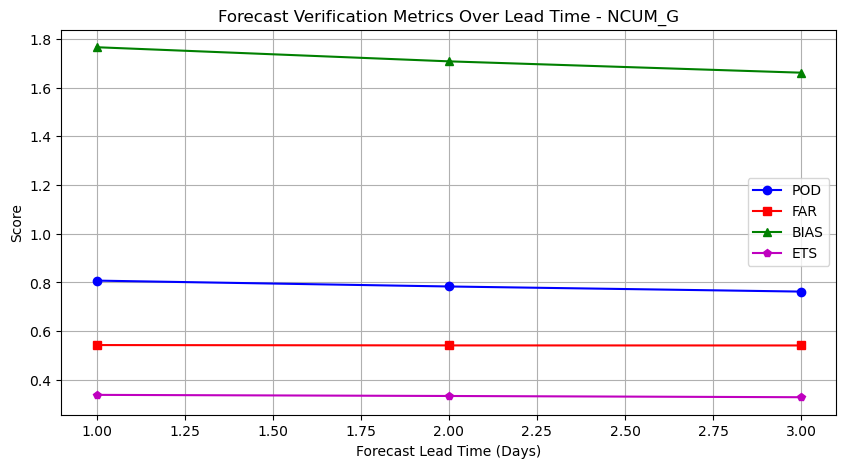 Forecast Verification Metrics Over Lead Time - NCUM_G
Score
1.8
1.6
1.4
1.2
1.0
0.8
0.6
0.4
POD
FAR
BIAS
ETS
1.00 1.25 1.50 1.75 2.00 2.25 2.50 2.75 3.00
Forecast Lead Time (Days)